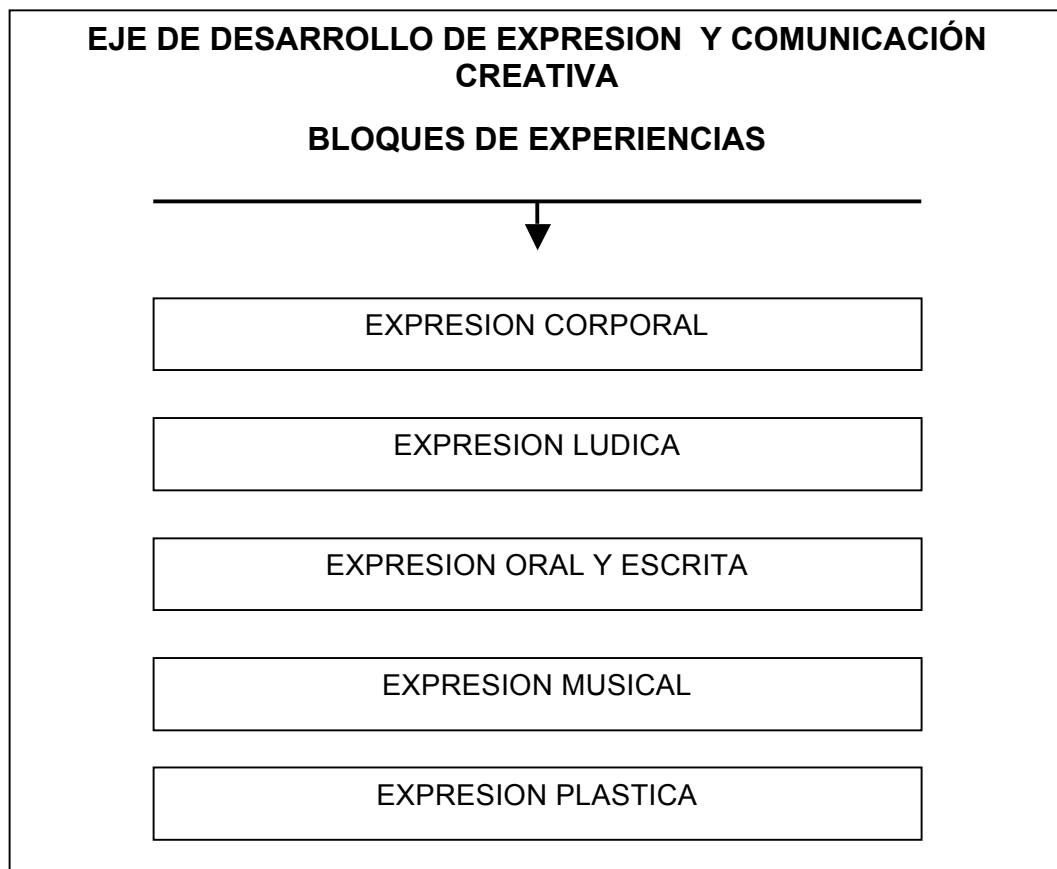 EJE DE DESARROLLO DE EXPRESION Y COMUNICACIÓN
CREATIVA
BLOQUES DE EXPERIENCIAS
EXPRESION CORPORAL
EXPRESION LUDICA
EXPRESION ORAL Y ESCRITA
EXPRESION MUSICAL
EXPRESION PLASTICA